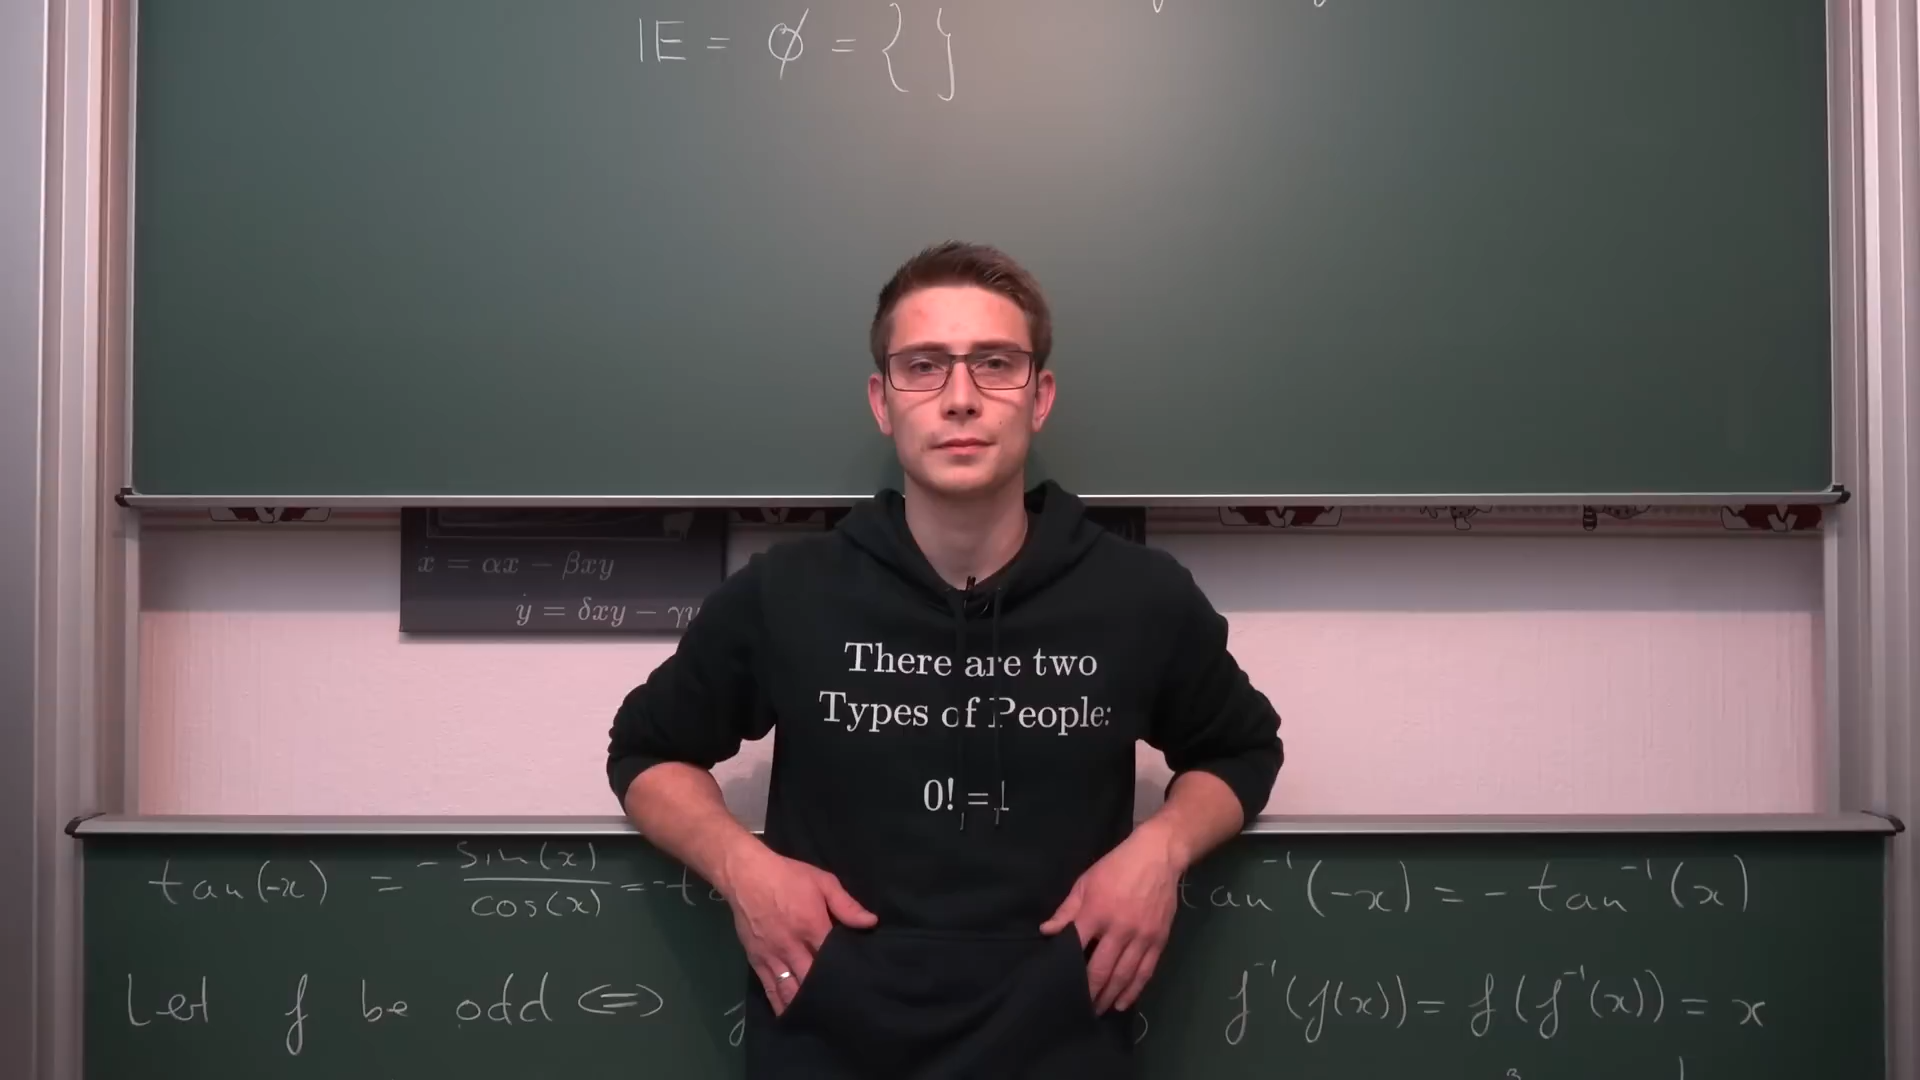 𝔼 = ∅ = { }
ẋ = αx − βxy
ẏ = δxy − γy
There are two
Types of People:
0! = 1
tan(-x) = - sin(x)/cos(x) = -t
tan⁻¹(-x) = - tan⁻¹(x)
Let f be odd ⇔
f⁻¹(f(x)) = f(f⁻¹(x)) = x